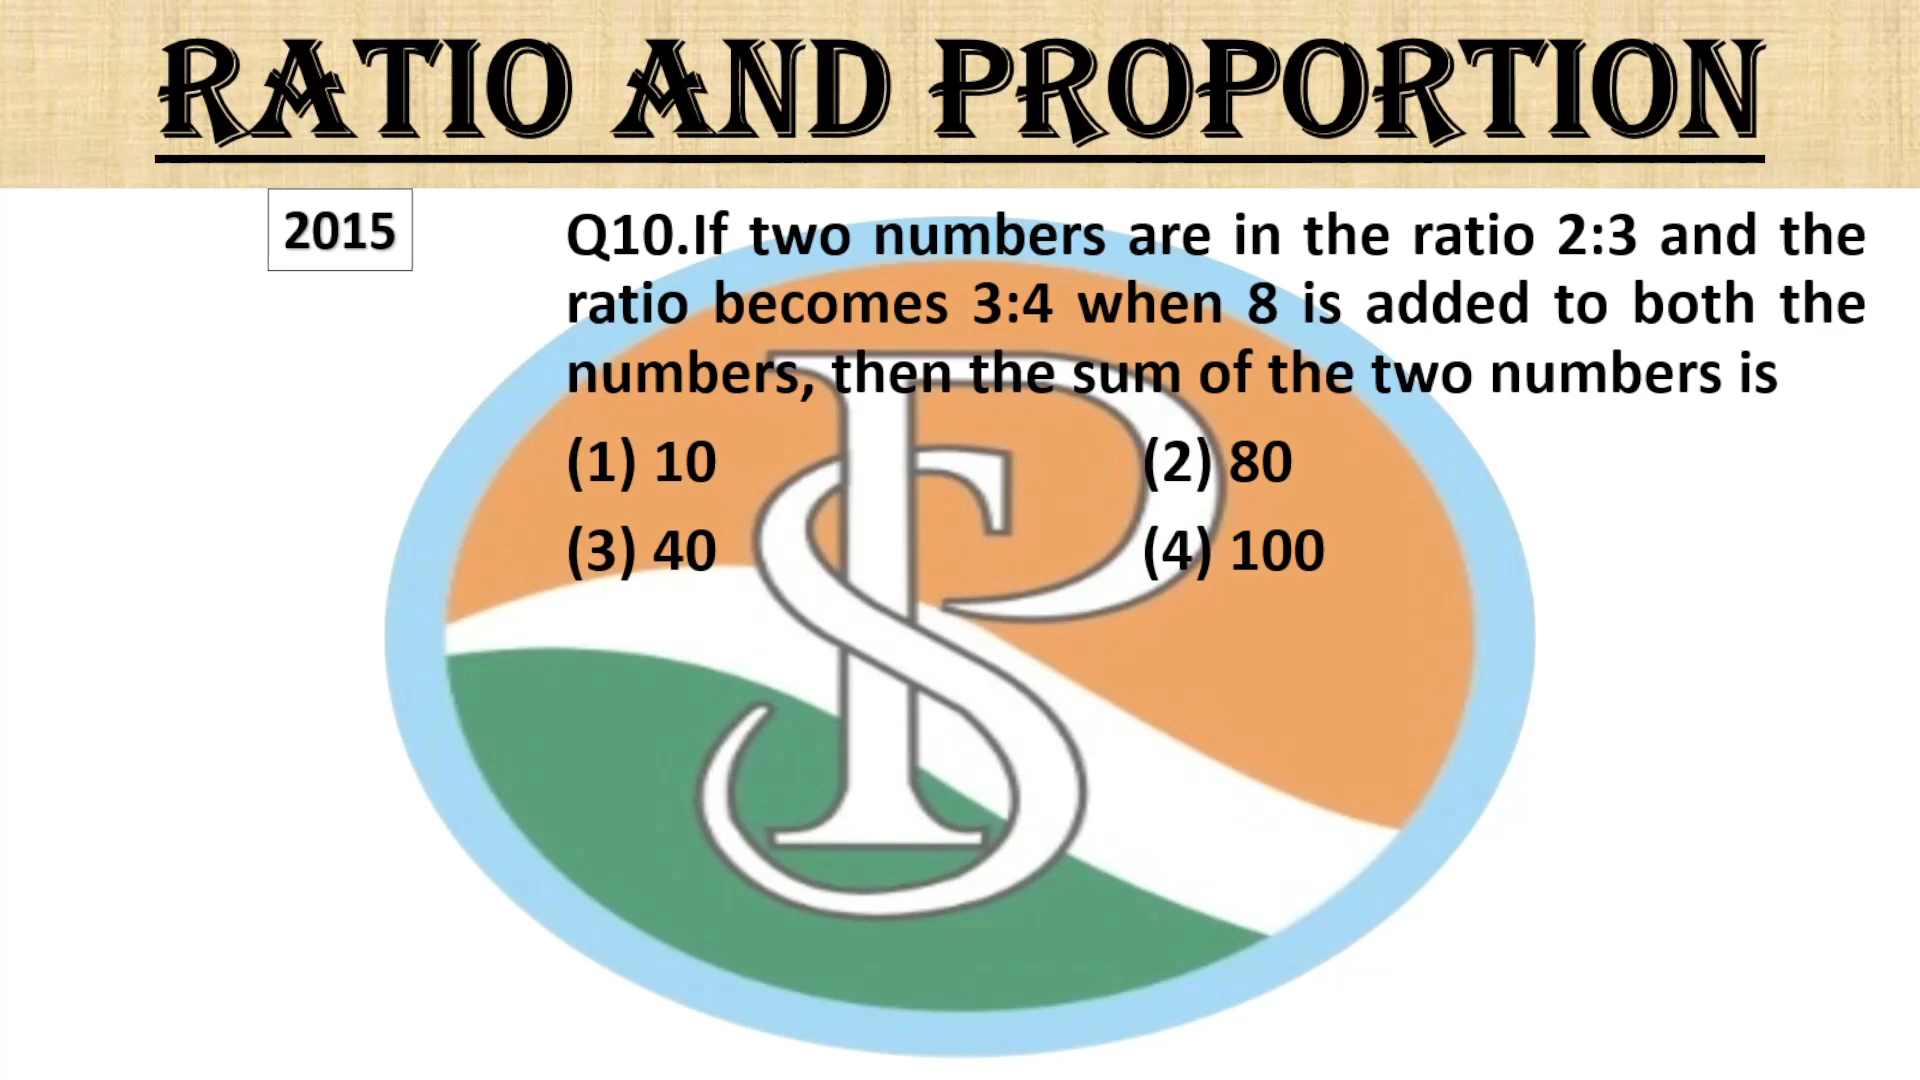 RATIO AND PROPORTION
2015
Q10.If two numbers are in the ratio 2:3 and the
ratio becomes 3:4 when 8 is added to both the
numbers, then the sum of the two numbers is
(1) 10 (2) 80
(3) 40 (4) 100